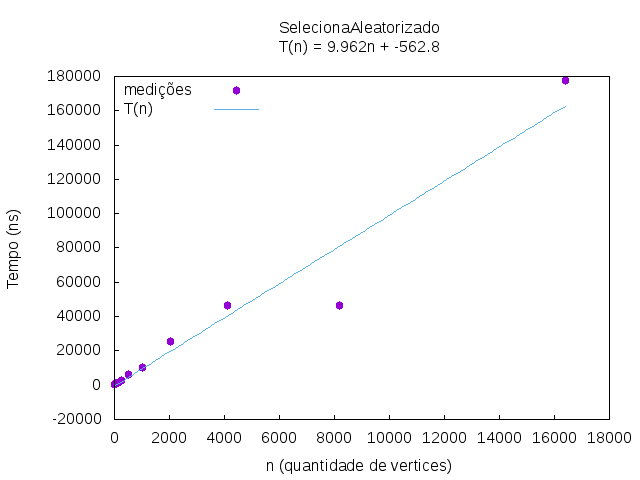 SelecionaAleatorizado
T(n) = 9.962n + -562.8
medições
T(n)
180000
160000
140000
120000
100000
80000
60000
40000
20000
0
-20000
Tempo (ns)
0 2000 4000 6000 8000 10000 12000 14000 16000 18000
n (quantidade de vertices)